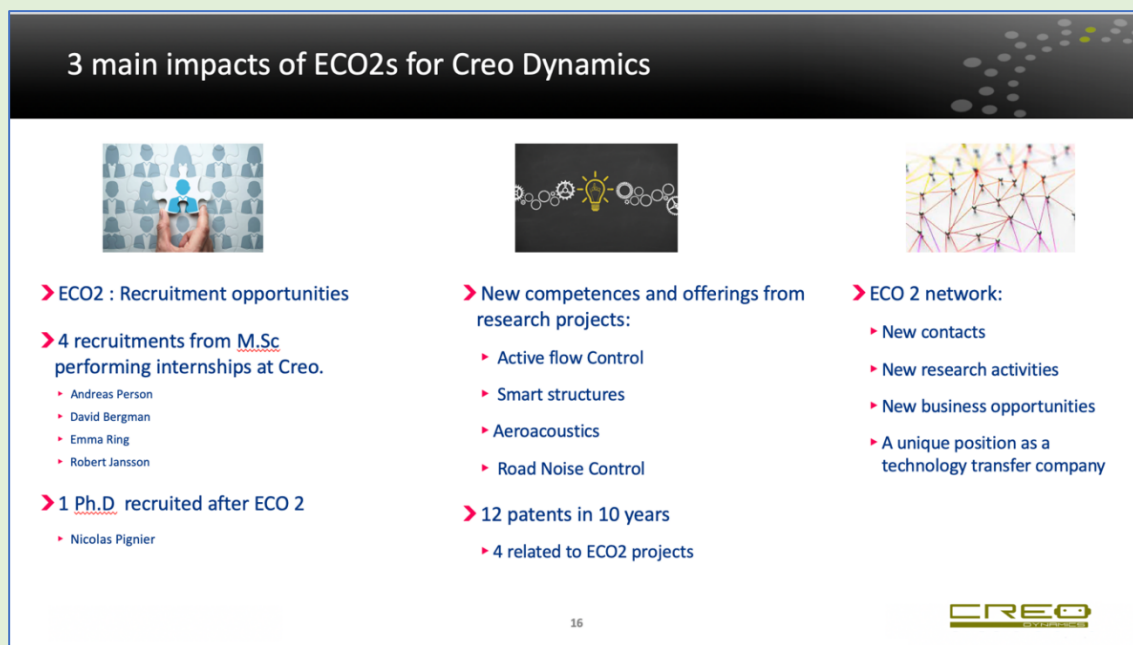 3 main impacts of ECO2s for Creo Dynamics
ECO2 : Recruitment opportunities
4 recruitments from M.Sc
performing internships at Creo.
Andreas Person
David Bergman
Emma Ring
Robert Jansson
1 Ph.D recruited after ECO 2
Nicolas Pignier
New competences and offerings from
research projects:
Active flow Control
Smart structures
Aeroacoustics
Road Noise Control
12 patents in 10 years
4 related to ECO2 projects
ECO 2 network:
New contacts
New research activities
New business opportunities
A unique position as a
technology transfer company
16
CREO
DYNAMICS